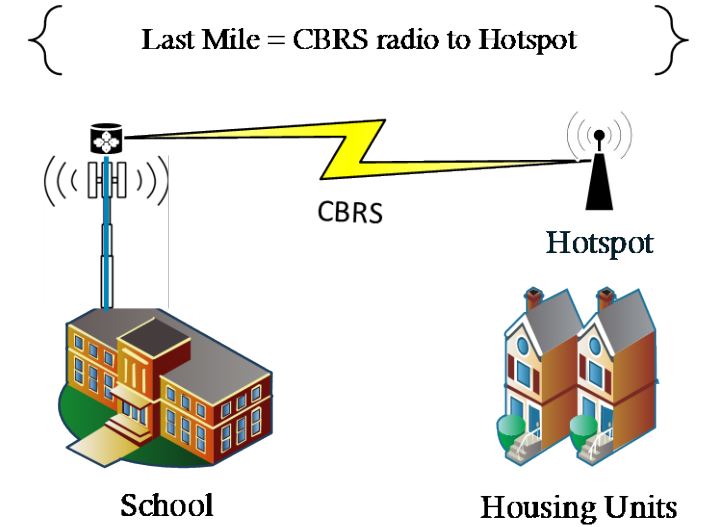 Last Mile = CBRS radio to Hotspot
CBRS
Hotspot
School
Housing Units